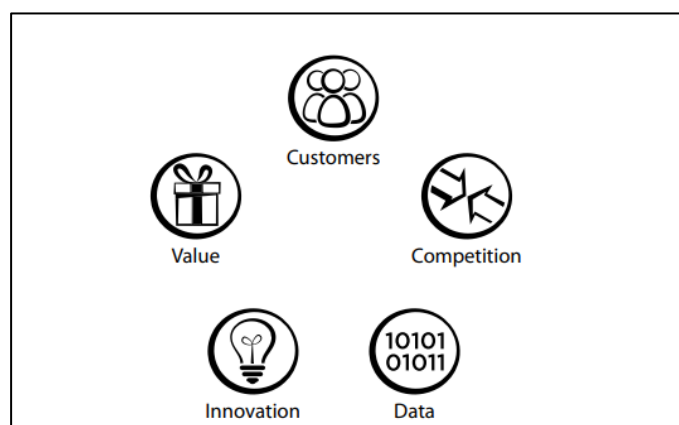 Customers
Value
Competition
10101
01011
Innovation
Data